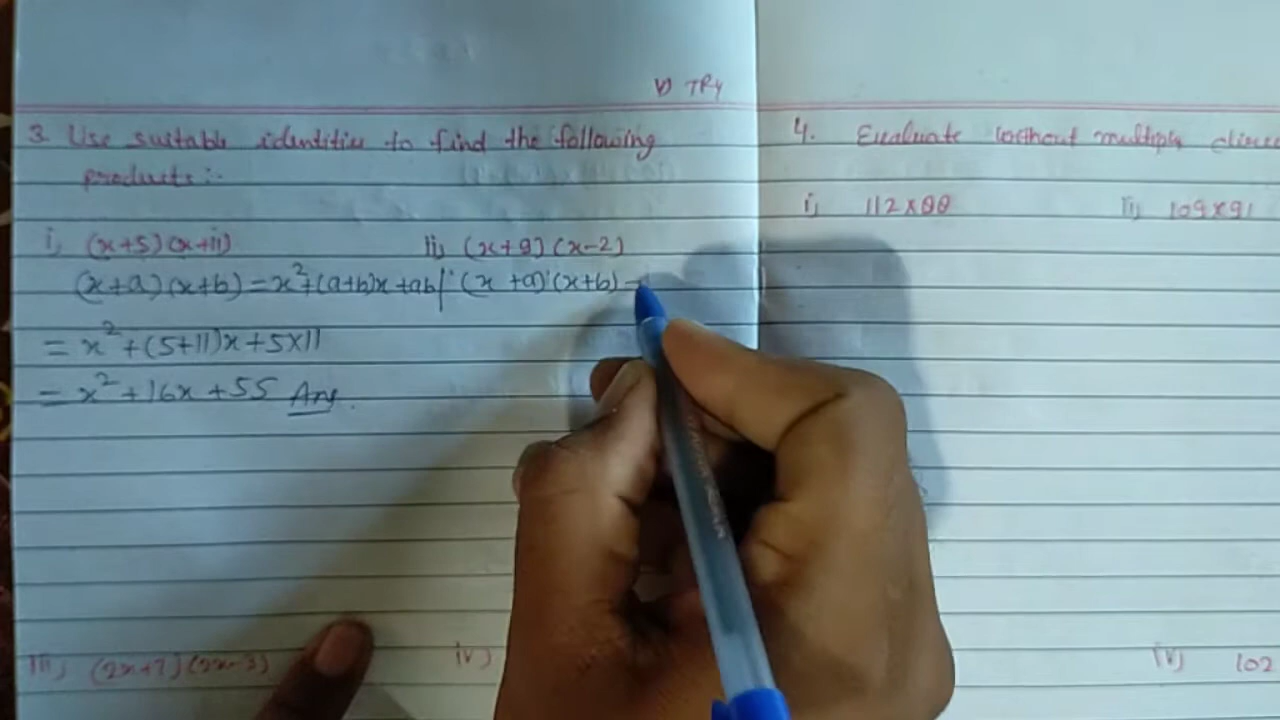 V) TRY
3. Use suitable identities to find the following
products:-
i, (x+5) (x+11)
ii, (x+9) (x-2)
(x+a) (x+b) = x²+(a+b)x+ab
(x+a) (x+b)
= x²+(5+11)x+5×11
= x²+16x+55 Ans.
iii, (2x+7) (2x-3)
iv)
4. Evaluate without multiply
i, 112×88
ii, 109×91
iv) 102